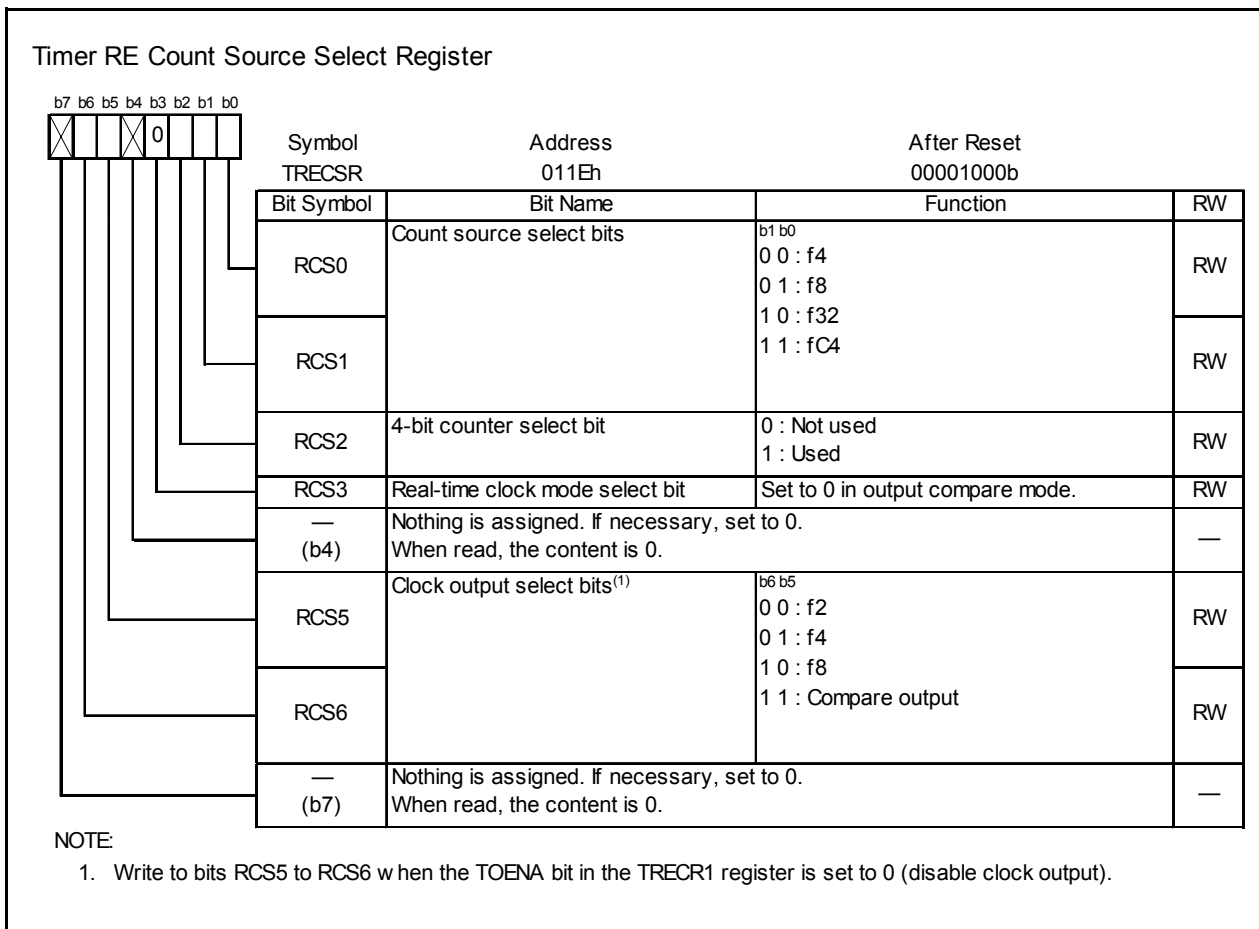 Timer RE Count Source Select Register
b7 b6 b5 b4 b3 b2 b1 b0
0
Symbol Address After Reset
TRECSR 011Eh 00001000b
Bit Symbol Bit Name Function RW
RCS0 Count source select bits b1 b0 RW
0 0 : f4
0 1 : f8
1 0 : f32
RCS1 1 1 : fC4 RW
RCS2 4-bit counter select bit 0 : Not used RW
1 : Used
RCS3 Real-time clock mode select bit Set to 0 in output compare mode. RW
— Nothing is assigned. If necessary, set to 0. —
(b4) When read, the content is 0.
RCS5 Clock output select bits(1) b6 b5 RW
0 0 : f2
0 1 : f4
1 0 : f8
RCS6 1 1 : Compare output RW
— Nothing is assigned. If necessary, set to 0. —
(b7) When read, the content is 0.
NOTE:
1. Write to bits RCS5 to RCS6 w hen the TOENA bit in the TRECR1 register is set to 0 (disable clock output).